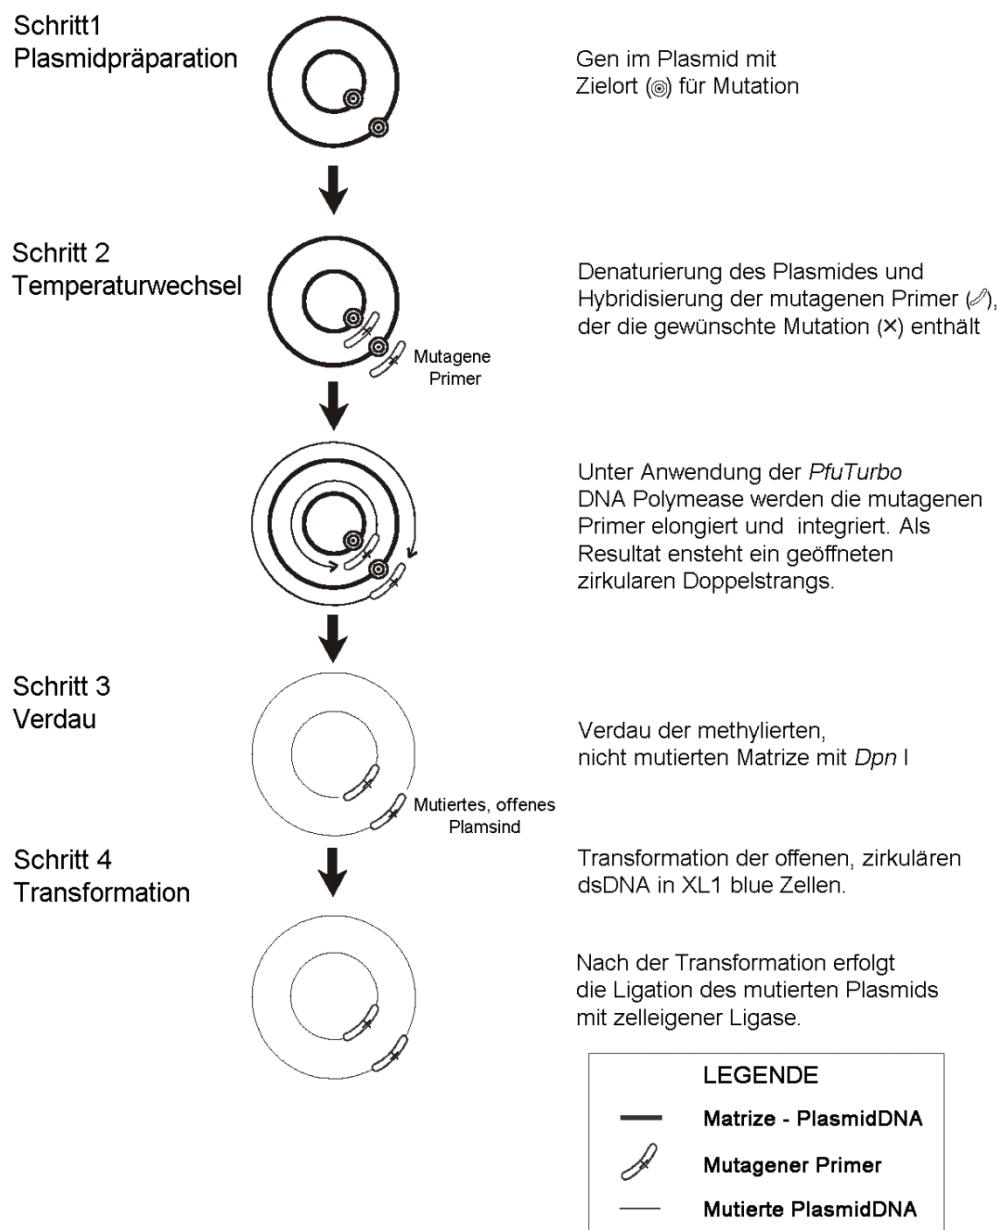 Schritt1
Plasmidpräparation
Gen im Plasmid mit
Zielort () für Mutation
Schritt 2
Temperaturwechsel
Denaturierung des Plasmides und
Hybridisierung der mutagenen Primer (),
der die gewünschte Mutation (×) enthält
Mutagene
Primer
Unter Anwendung der PfuTurbo
DNA Polymease werden die mutagenen
Primer elongiert und integriert. Als
Resultat ensteht ein geöffneten
zirkularen Doppelstrangs.
Schritt 3
Verdau
Verdau der methylierten,
nicht mutierten Matrize mit Dpn I
Mutiertes, offenes
Plamsind
Schritt 4
Transformation
Transformation der offenen, zirkulären
dsDNA in XL1 blue Zellen.
Nach der Transformation erfolgt
die Ligation des mutierten Plasmids
mit zelleigener Ligase.
LEGENDE
Matrize - PlasmidDNA
Mutagener Primer
Mutierte PlasmidDNA